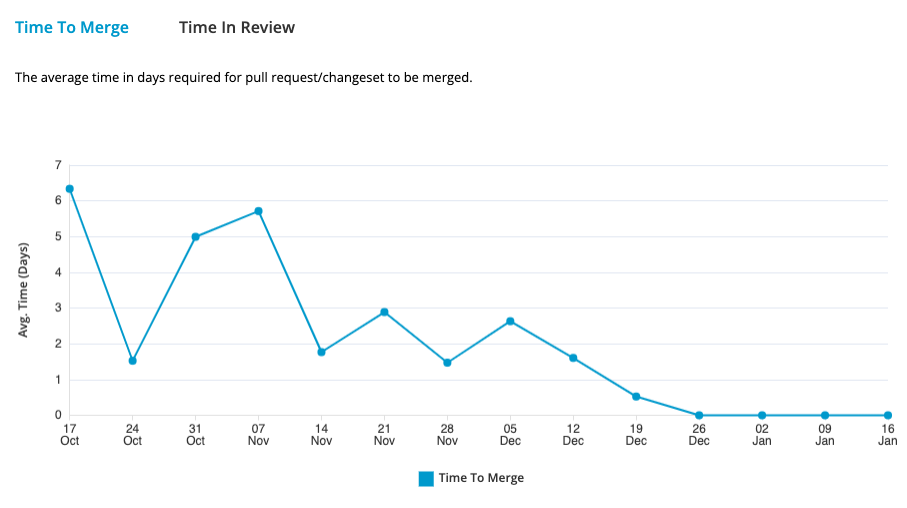 Time To Merge Time In Review
The average time in days required for pull request/changeset to be merged.
7
6
5
4
3
2
1
0
Avg. Time (Days)
17 24 31 07 14 21 28 05 12 19 26 02 09 16
Oct Oct Oct Nov Nov Nov Nov Dec Dec Dec Dec Jan Jan Jan
Time To Merge